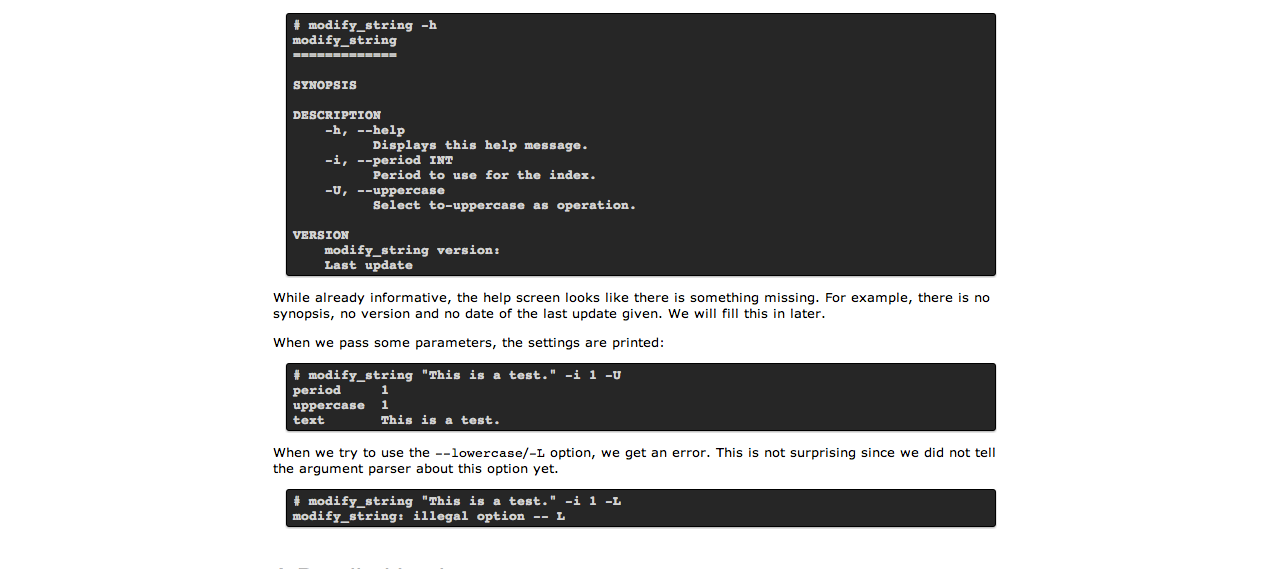 # modify_string -h
modify_string
=============
SYNOPSIS
DESCRIPTION
-h, --help
Displays this help message.
-i, --period INT
Period to use for the index.
-U, --uppercase
Select to-uppercase as operation.
VERSION
modify_string version:
Last update
While already informative, the help screen looks like there is something missing. For example, there is no
synopsis, no version and no date of the last update given. We will fill this in later.
When we pass some parameters, the settings are printed:
# modify_string "This is a test." -i 1 -U
period 1
uppercase 1
text This is a test.
When we try to use the --lowercase/-L option, we get an error. This is not surprising since we did not tell
the argument parser about this option yet.
# modify_string "This is a test." -i 1 -L
modify_string: illegal option -- L